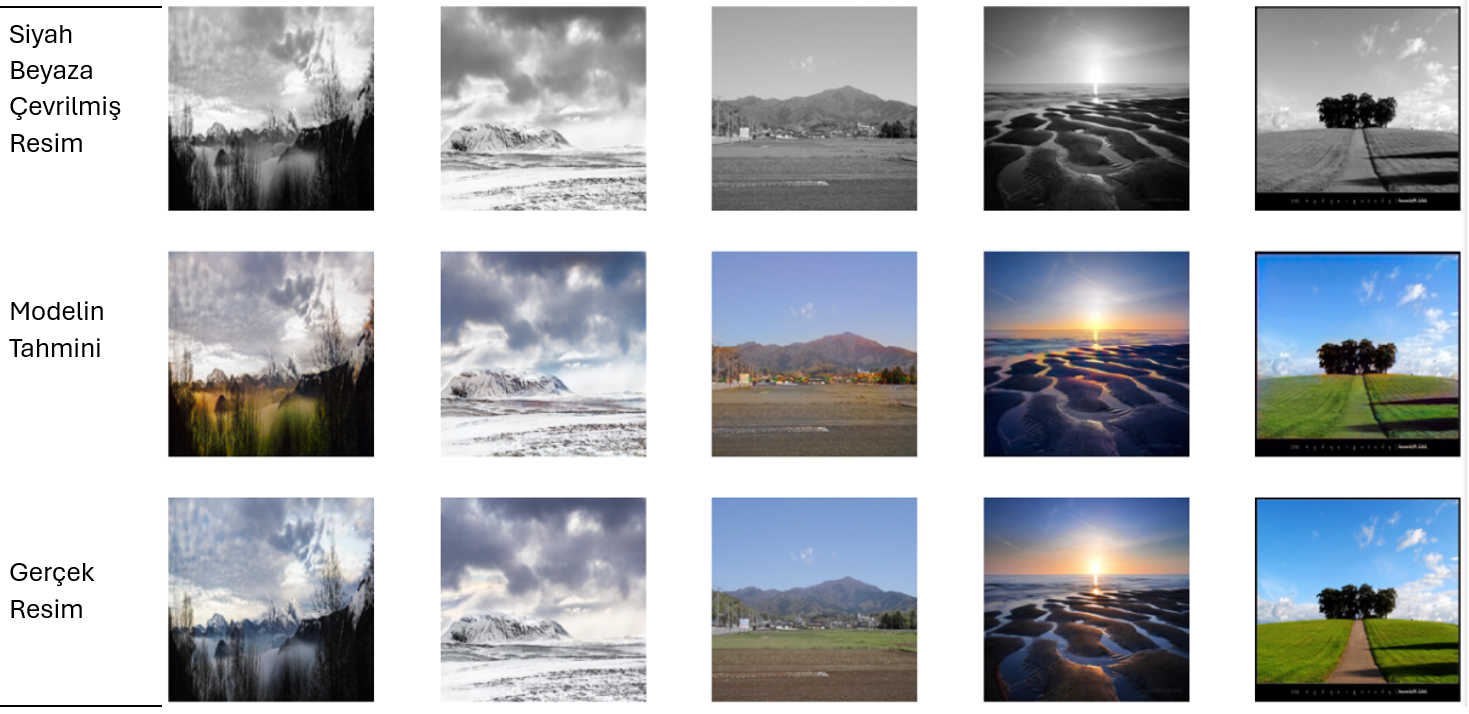 Siyah
Beyaza
Çevrilmiş
Resim
Modelin
Tahmini
Gerçek
Resim